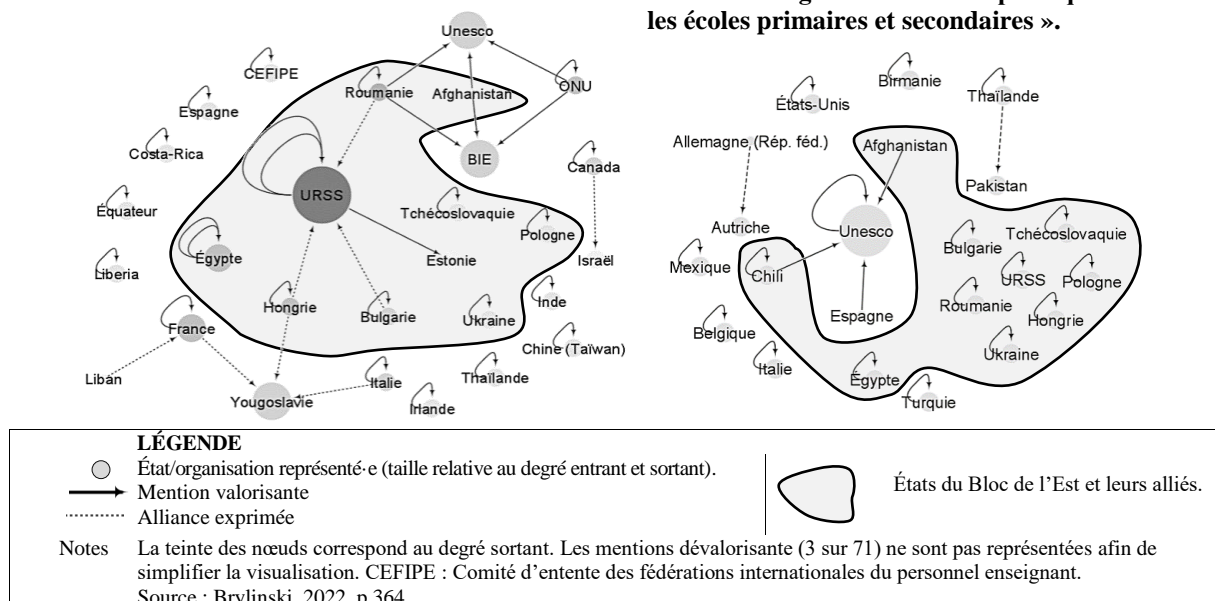 les écoles primaires et secondaires ».
Unesco
CEFIPE
Roumanie
Afghanistan
ONU
Espagne
Costa-Rica
BIE
Canada
URSS
Équateur
Tchécoslovaquie
Pologne
Égypte
Estonie
Israël
Liberia
Hongrie
Bulgarie
Ukraine
Inde
France
Chine (Taïwan)
Liban
Italie
Thaïlande
Yougoslavie
Irlande
Birmanie
États-Unis
Thaïlande
Allemagne (Rép. féd.)
Afghanistan
Pakistan
Autriche
Unesco
Bulgarie
Tchécoslovaquie
Mexique
Chili
URSS
Pologne
Roumanie
Espagne
Hongrie
Belgique
Ukraine
Italie
Égypte
Turquie
LÉGENDE
État/organisation représenté·e (taille relative au degré entrant et sortant).
Mention valorisante
Alliance exprimée
États du Bloc de l’Est et leurs alliés.
Notes La teinte des nœuds correspond au degré sortant. Les mentions dévalorisante (3 sur 71) ne sont pas représentées afin de
simplifier la visualisation. CEFIPE : Comité d’entente des fédérations internationales du personnel enseignant.
Source : Brylinski, 2022, p.364